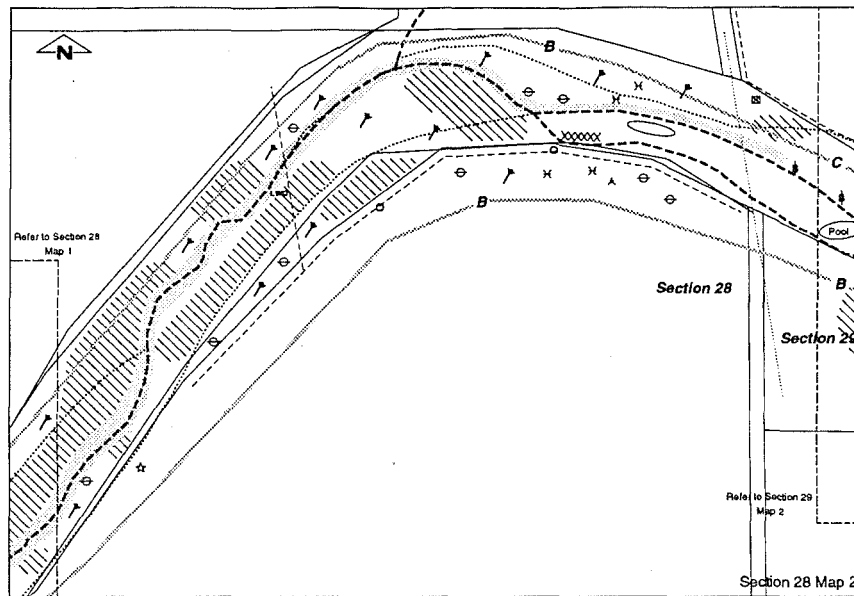 N
B
C
Refer to Section 28
Map 1
B
Pool
B
Section 28
Section 29
Refer to Section 29
Map 2
Section 28 Map 2